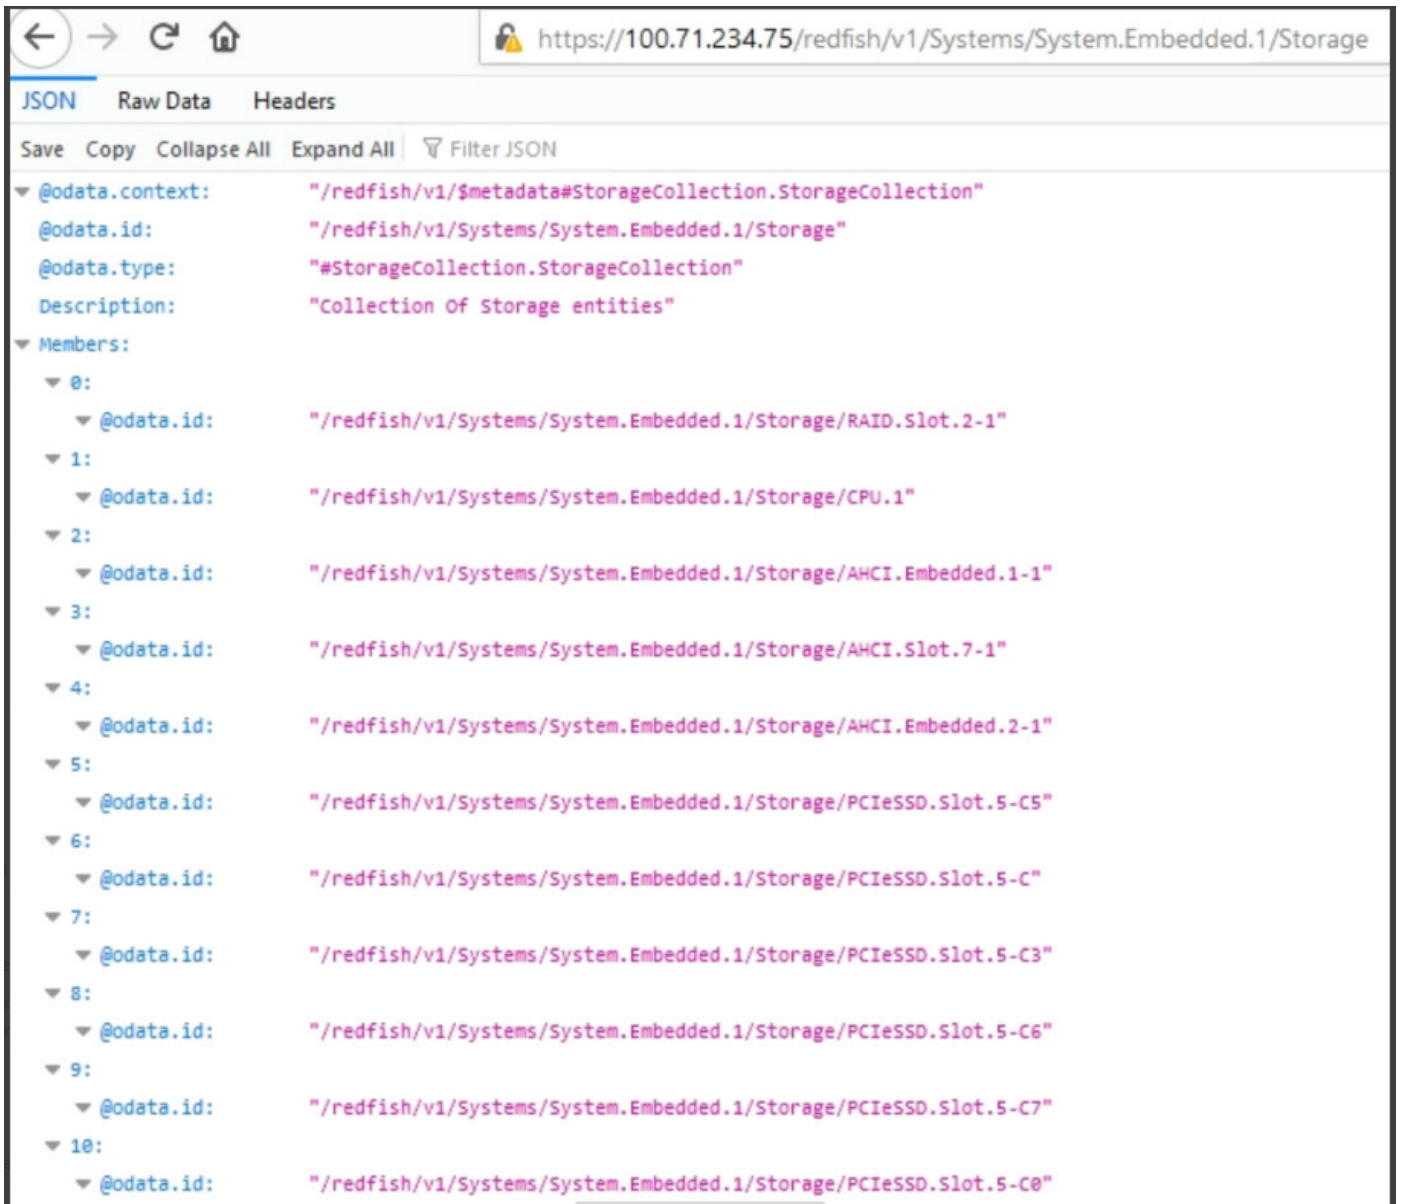 https://100.71.234.75/redfish/v1/Systems/System.Embedded.1/Storage
JSON Raw Data Headers
Save Copy Collapse All Expand All Filter JSON
@odata.context: "/redfish/v1/$metadata#StorageCollection.StorageCollection"
@odata.id: "/redfish/v1/Systems/System.Embedded.1/Storage"
@odata.type: "#StorageCollection.StorageCollection"
Description: "Collection Of Storage entities"
Members:
0:
@odata.id: "/redfish/v1/Systems/System.Embedded.1/Storage/RAID.Slot.2-1"
1:
@odata.id: "/redfish/v1/Systems/System.Embedded.1/Storage/CPU.1"
2:
@odata.id: "/redfish/v1/Systems/System.Embedded.1/Storage/AHCI.Embedded.1-1"
3:
@odata.id: "/redfish/v1/Systems/System.Embedded.1/Storage/AHCI.Slot.7-1"
4:
@odata.id: "/redfish/v1/Systems/System.Embedded.1/Storage/AHCI.Embedded.2-1"
5:
@odata.id: "/redfish/v1/Systems/System.Embedded.1/Storage/PCIeSSD.Slot.5-C5"
6:
@odata.id: "/redfish/v1/Systems/System.Embedded.1/Storage/PCIeSSD.Slot.5-C"
7:
@odata.id: "/redfish/v1/Systems/System.Embedded.1/Storage/PCIeSSD.Slot.5-C3"
8:
@odata.id: "/redfish/v1/Systems/System.Embedded.1/Storage/PCIeSSD.Slot.5-C6"
9:
@odata.id: "/redfish/v1/Systems/System.Embedded.1/Storage/PCIeSSD.Slot.5-C7"
10:
@odata.id: "/redfish/v1/Systems/System.Embedded.1/Storage/PCIeSSD.Slot.5-C0"